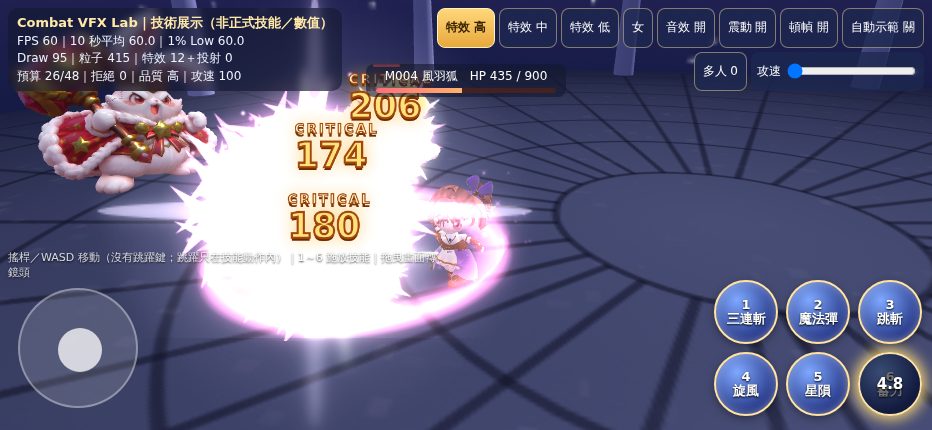 Combat VFX Lab｜技術展示（非正式技能／數值）
FPS 60｜10 秒平均 60.0｜1% Low 60.0
Draw 95｜粒子 415｜特效 12＋投射 0
預算 26/48｜拒絕 0｜品質 高｜攻速 100
特效 高
特效 中
特效 低
女
音效 開
震動 開
頓幀 開
自動示範 關
多人 0
攻速
M004 風羽狐 HP 435 / 900
206
CRITICAL
174
CRITICAL
180
搖桿／WASD 移動（沒有跳躍鍵；跳躍只在技能動作內）｜1～6 施放技能｜拖曳畫面轉
鏡頭
1
三連斬
2
魔法彈
3
跳斬
4
旋風
5
星隕
4.8